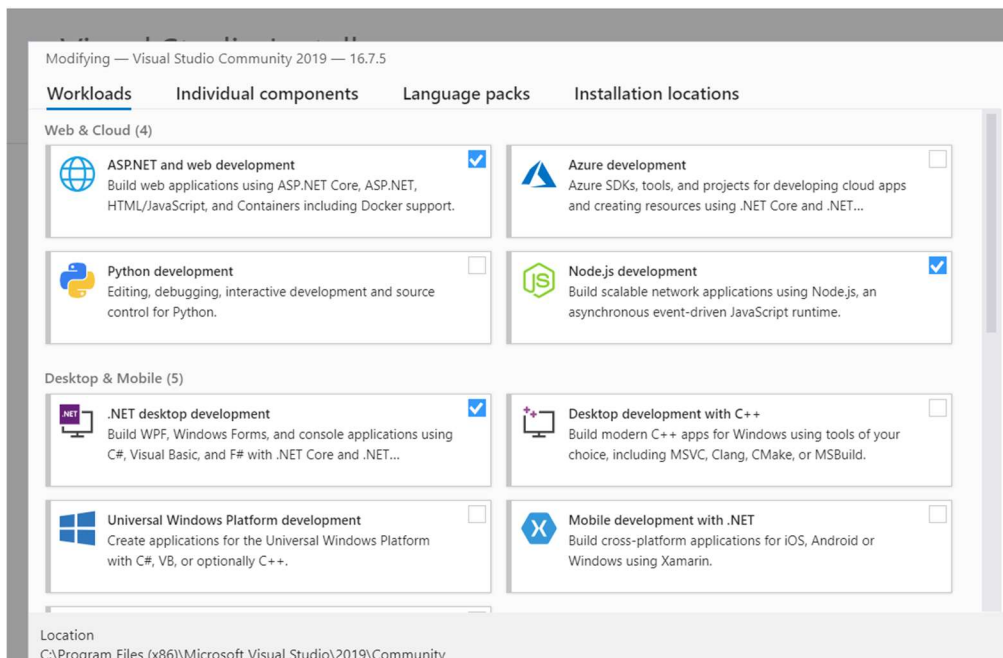 Modifying — Visual Studio Community 2019 — 16.7.5
Workloads Individual components Language packs Installation locations
Web & Cloud (4)
ASP.NET and web development
Build web applications using ASP.NET Core, ASP.NET,
HTML/JavaScript, and Containers including Docker support.
Azure development
Azure SDKs, tools, and projects for developing cloud apps
and creating resources using .NET Core and .NET...
Python development
Editing, debugging, interactive development and source
control for Python.
JS
Node.js development
Build scalable network applications using Node.js, an
asynchronous event-driven JavaScript runtime.
Desktop & Mobile (5)
.NET
.NET desktop development
Build WPF, Windows Forms, and console applications using
C#, Visual Basic, and F# with .NET Core and .NET...
Desktop development with C++
Build modern C++ apps for Windows using tools of your
choice, including MSVC, Clang, CMake, or MSBuild.
Universal Windows Platform development
Create applications for the Universal Windows Platform
with C#, VB, or optionally C++.
Mobile development with .NET
Build cross-platform applications for iOS, Android or
Windows using Xamarin.
Location
C:\Program Files (x86)\Microsoft Visual Studio\2019\Community